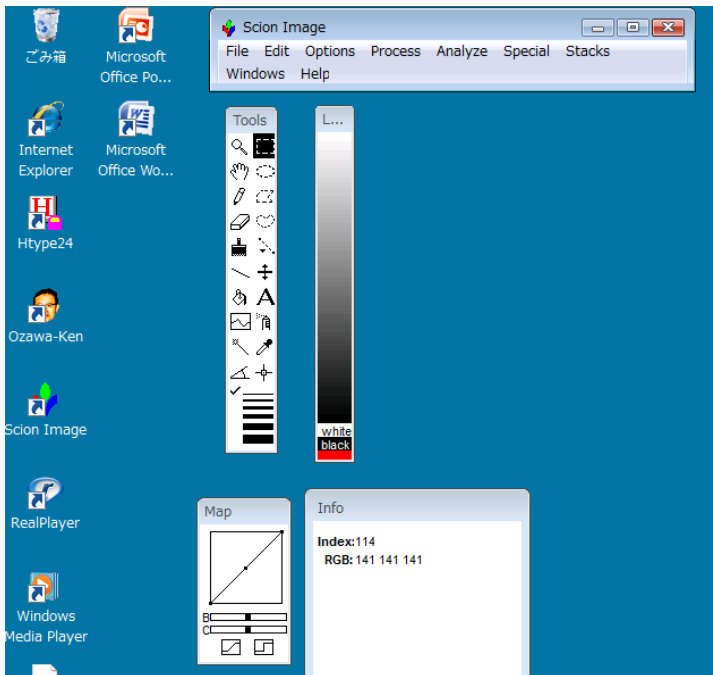 ごみ箱
Microsoft
Office Po...
Internet
Explorer
Microsoft
Office Wo...
Htype24
Ozawa-Ken
Scion Image
RealPlayer
Windows
Media Player
Scion Image
File Edit Options Process Analyze Special Stacks
Windows Help
Tools
A
L...
white
black
Map
B
C
Info
Index:114
RGB: 141 141 141